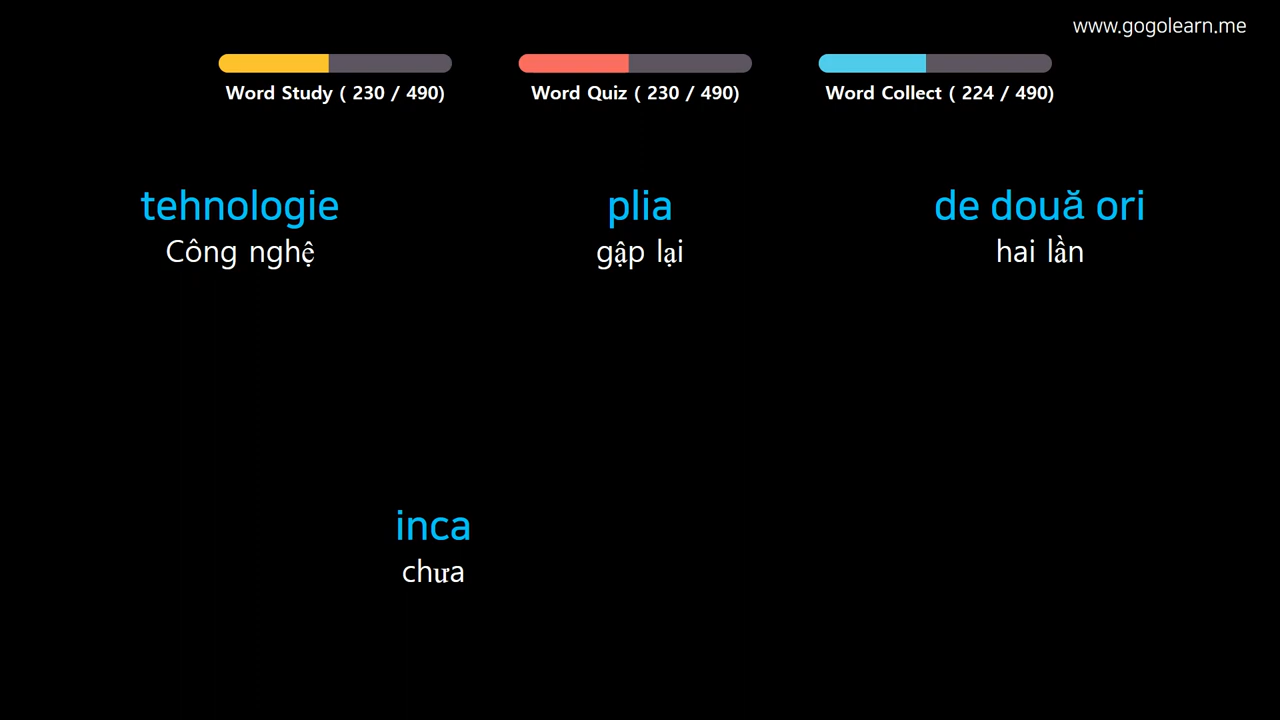 www.gogolearn.me
Word Study ( 230 / 490)
Word Quiz ( 230 / 490)
Word Collect ( 224 / 490)
tehnologie
Công nghệ
plia
gập lại
de două ori
hai lần
inca
chưa